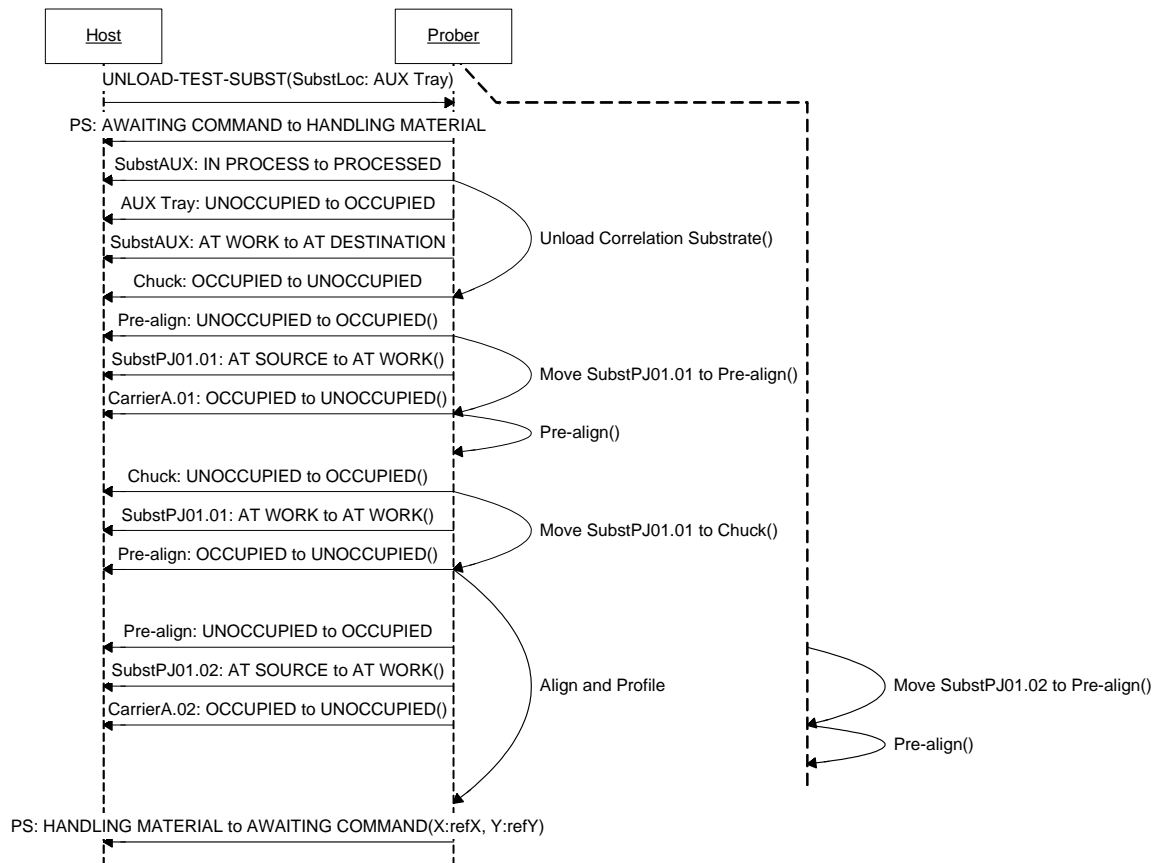 Host
Prober
UNLOAD-TEST-SUBST(SubstLoc: AUX Tray)
PS: AWAITING COMMAND to HANDLING MATERIAL
SubstAUX: IN PROCESS to PROCESSED
AUX Tray: UNOCCUPIED to OCCUPIED
Unload Correlation Substrate()
SubstAUX: AT WORK to AT DESTINATION
Chuck: OCCUPIED to UNOCCUPIED
Pre-align: UNOCCUPIED to OCCUPIED()
SubstPJ01.01: AT SOURCE to AT WORK()
Move SubstPJ01.01 to Pre-align()
CarrierA.01: OCCUPIED to UNOCCUPIED()
Pre-align()
Chuck: UNOCCUPIED to OCCUPIED()
SubstPJ01.01: AT WORK to AT WORK()
Move SubstPJ01.01 to Chuck()
Pre-align: OCCUPIED to UNOCCUPIED()
Pre-align: UNOCCUPIED to OCCUPIED
SubstPJ01.02: AT SOURCE to AT WORK()
Align and Profile
Move SubstPJ01.02 to Pre-align()
CarrierA.02: OCCUPIED to UNOCCUPIED()
Pre-align()
PS: HANDLING MATERIAL to AWAITING COMMAND(X:refX, Y:refY)